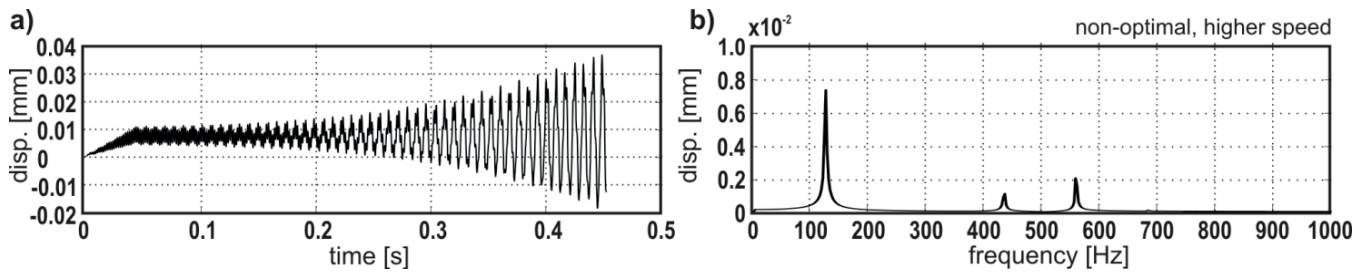 a)
0.04
0.03
0.02
0.01
0
-0.01
-0.02
disp. [mm]
0 0.1 0.2 0.3 0.4 0.5
time [s]
b)
x10-2
non-optimal, higher speed
1.0
0.8
0.6
0.4
0.2
0
disp. [mm]
0 100 200 300 400 500 600 700 800 900 1000
frequency [Hz]